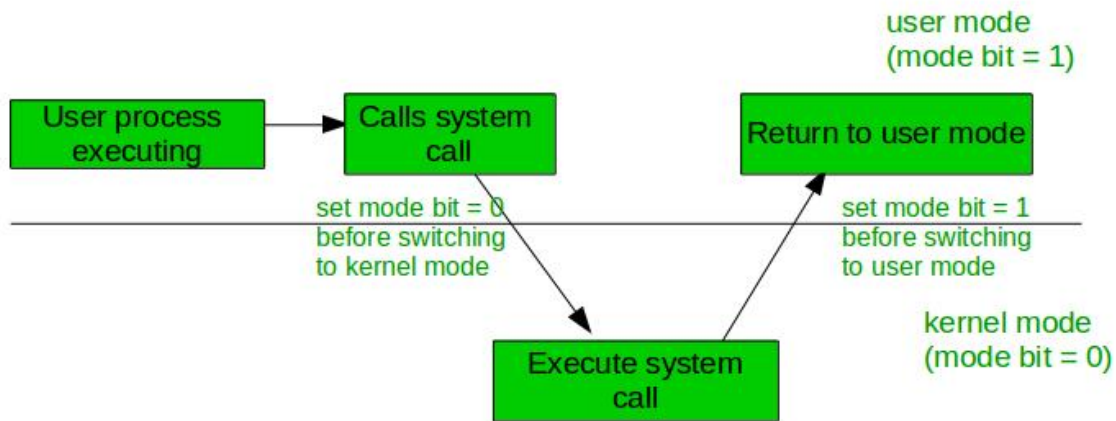 user mode
(mode bit = 1)
User process
executing
Calls system
call
Return to user mode
set mode bit = 0
before switching
to kernel mode
set mode bit = 1
before switching
to user mode
kernel mode
(mode bit = 0)
Execute system
call